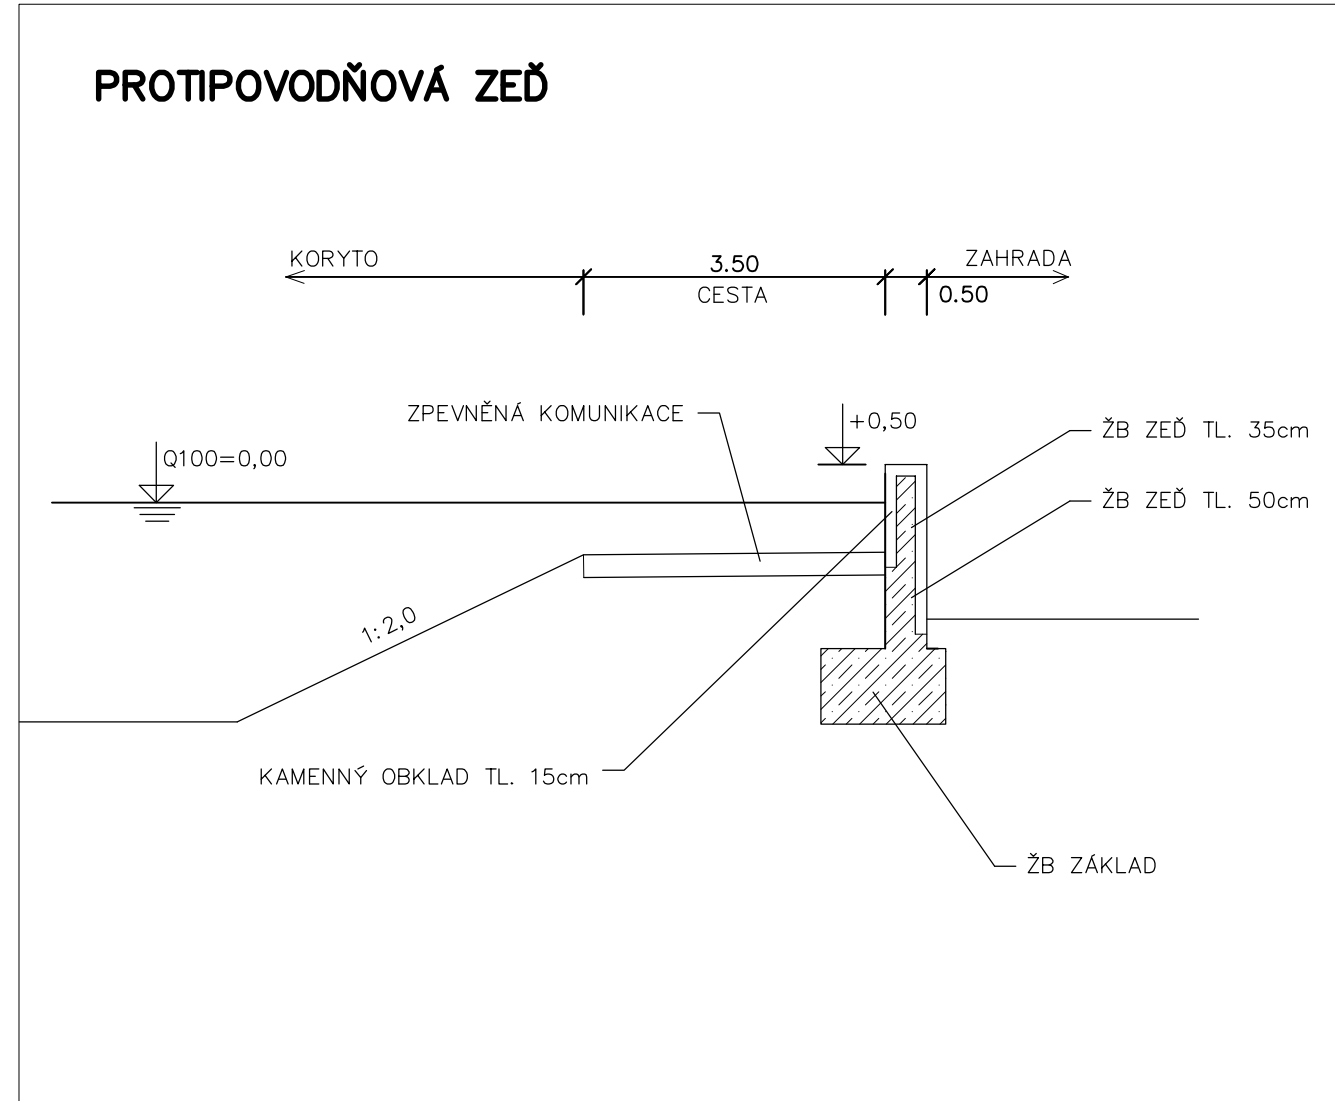 PROTIPOVODŇOVÁ ZEĎ
KORYTO
3.50
ZAHRADA
CESTA
0.50
ZPEVNĚNÁ KOMUNIKACE
+0,50
ŽB ZEĎ TL. 35cm
Q100=0,00
ŽB ZEĎ TL. 50cm
1:2,0
KAMENNÝ OBKLAD TL. 15cm
ŽB ZÁKLAD